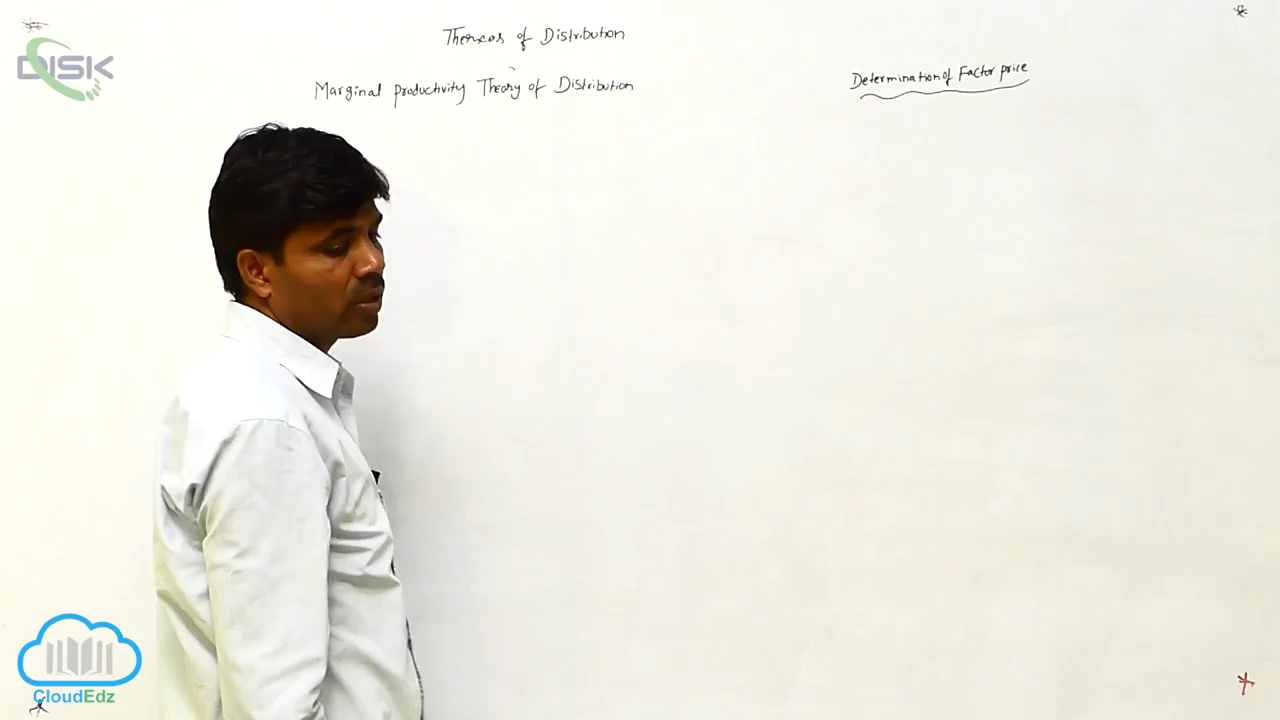 DISK
Theories of Distribution
Marginal productivity Theory of Distribution
Determination of Factor price
CloudEdz